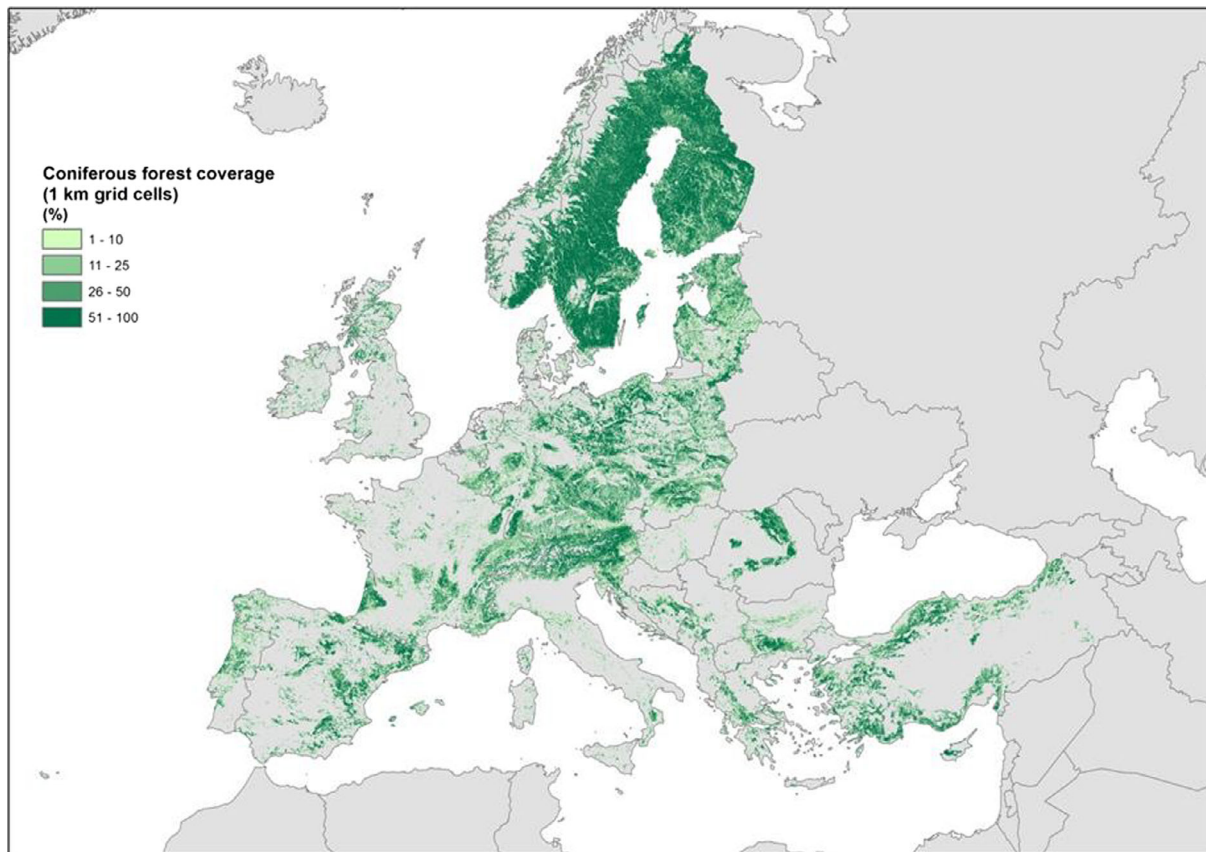 Coniferous forest coverage
(1 km grid cells)
(%)
1 - 10
11 - 25
26 - 50
51 - 100